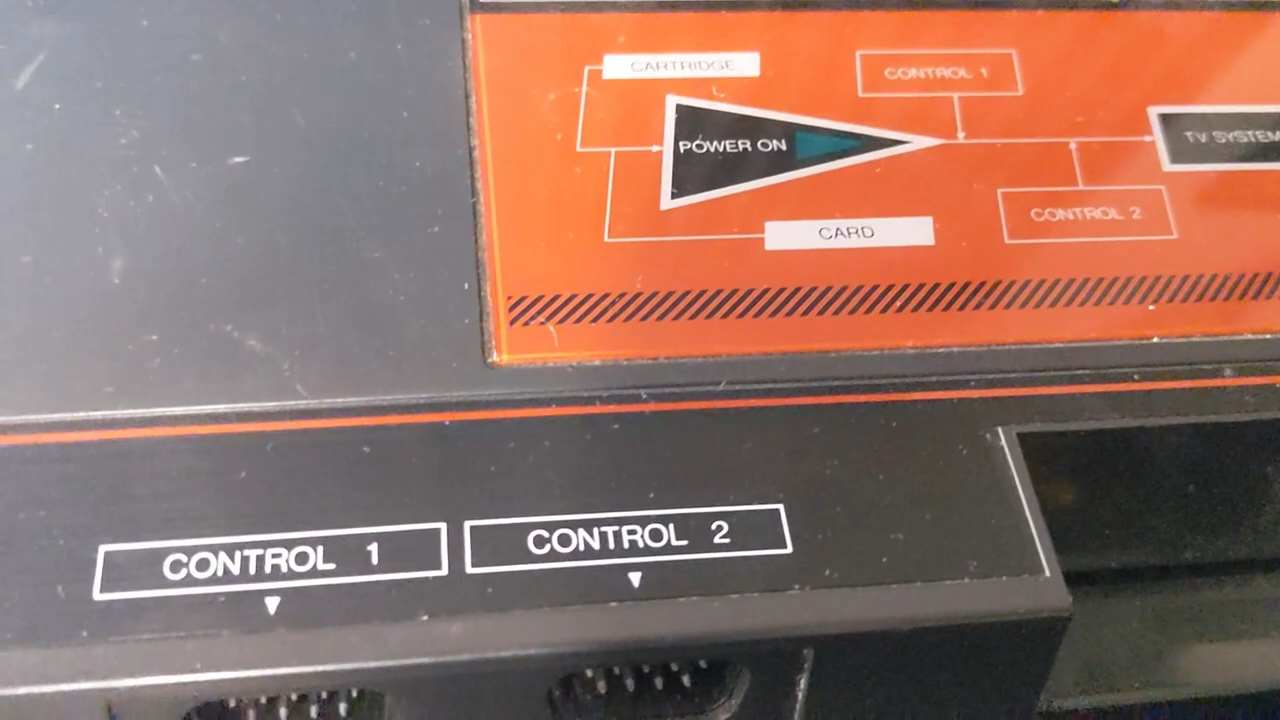 CARTRIDGE
CONTROL 1
POWER ON
TV SYSTEM
CONTROL 2
CARD
CONTROL 1
CONTROL 2